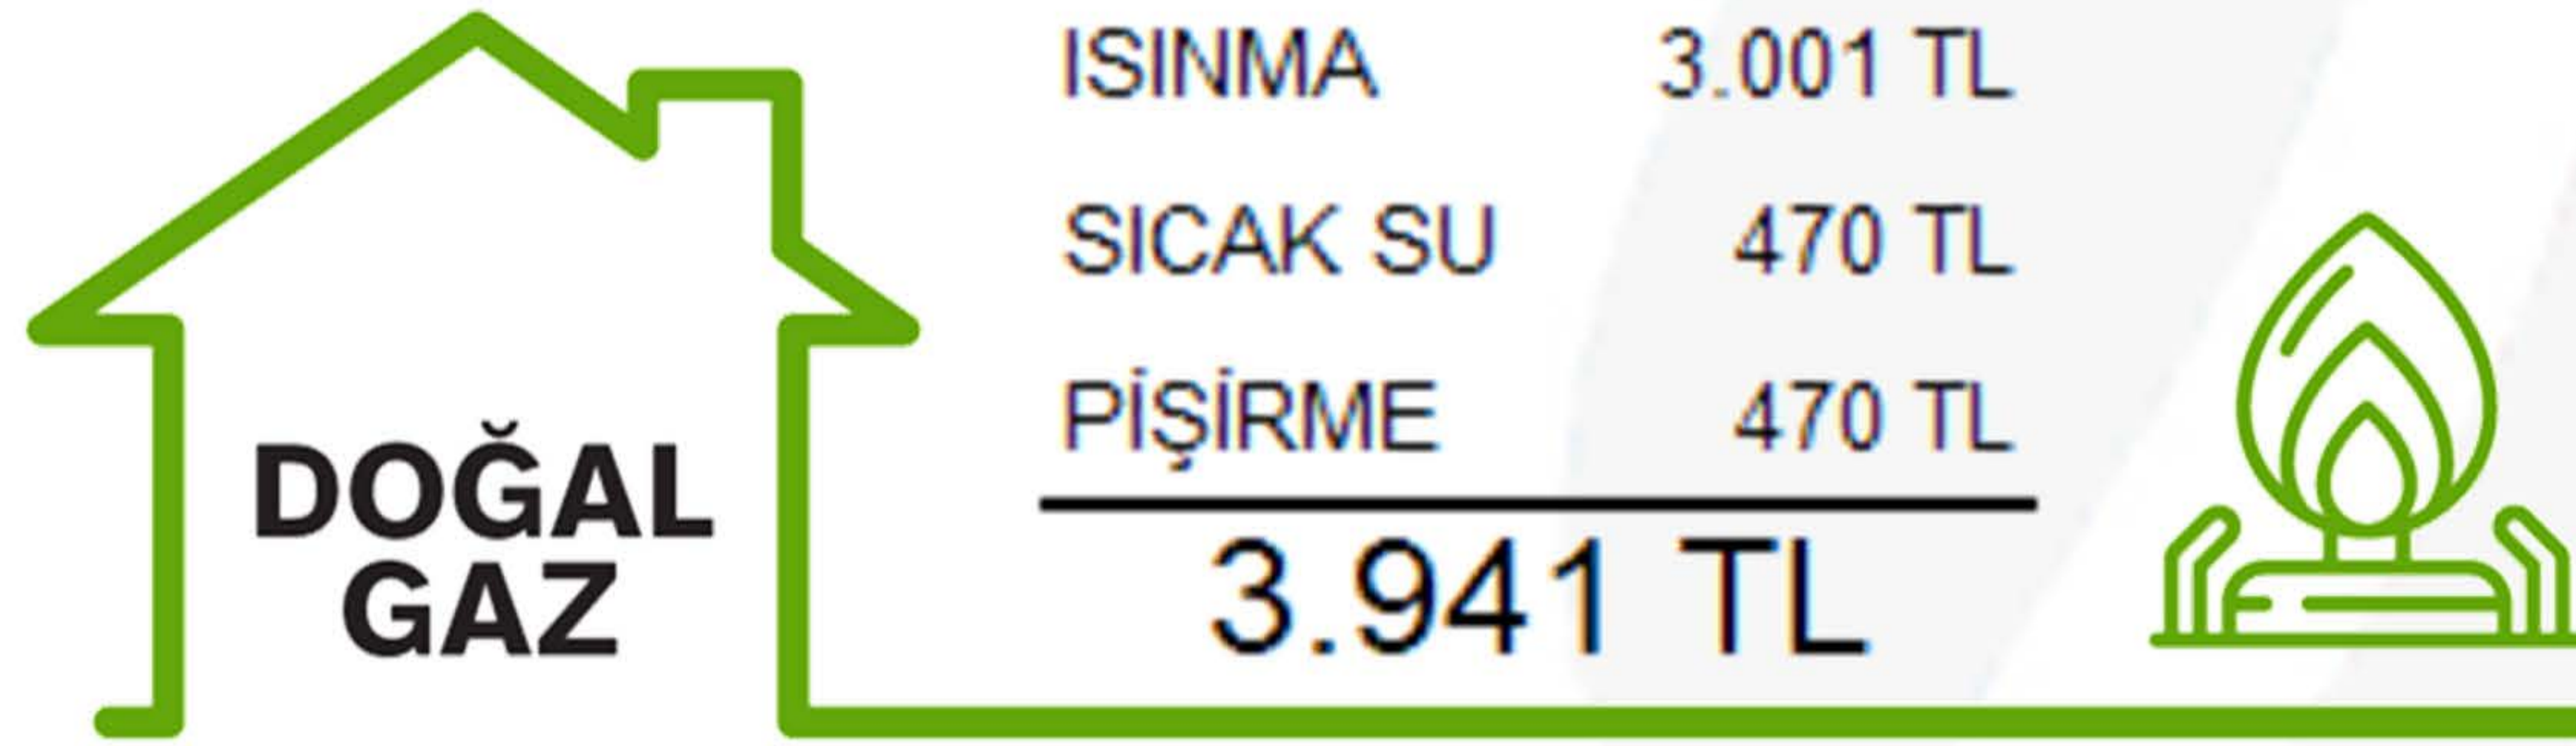 DOĞAL
GAZ
ISINMA 3.001 TL
SICAK SU 470 TL
PİŞİRME 470 TL
3.941 TL